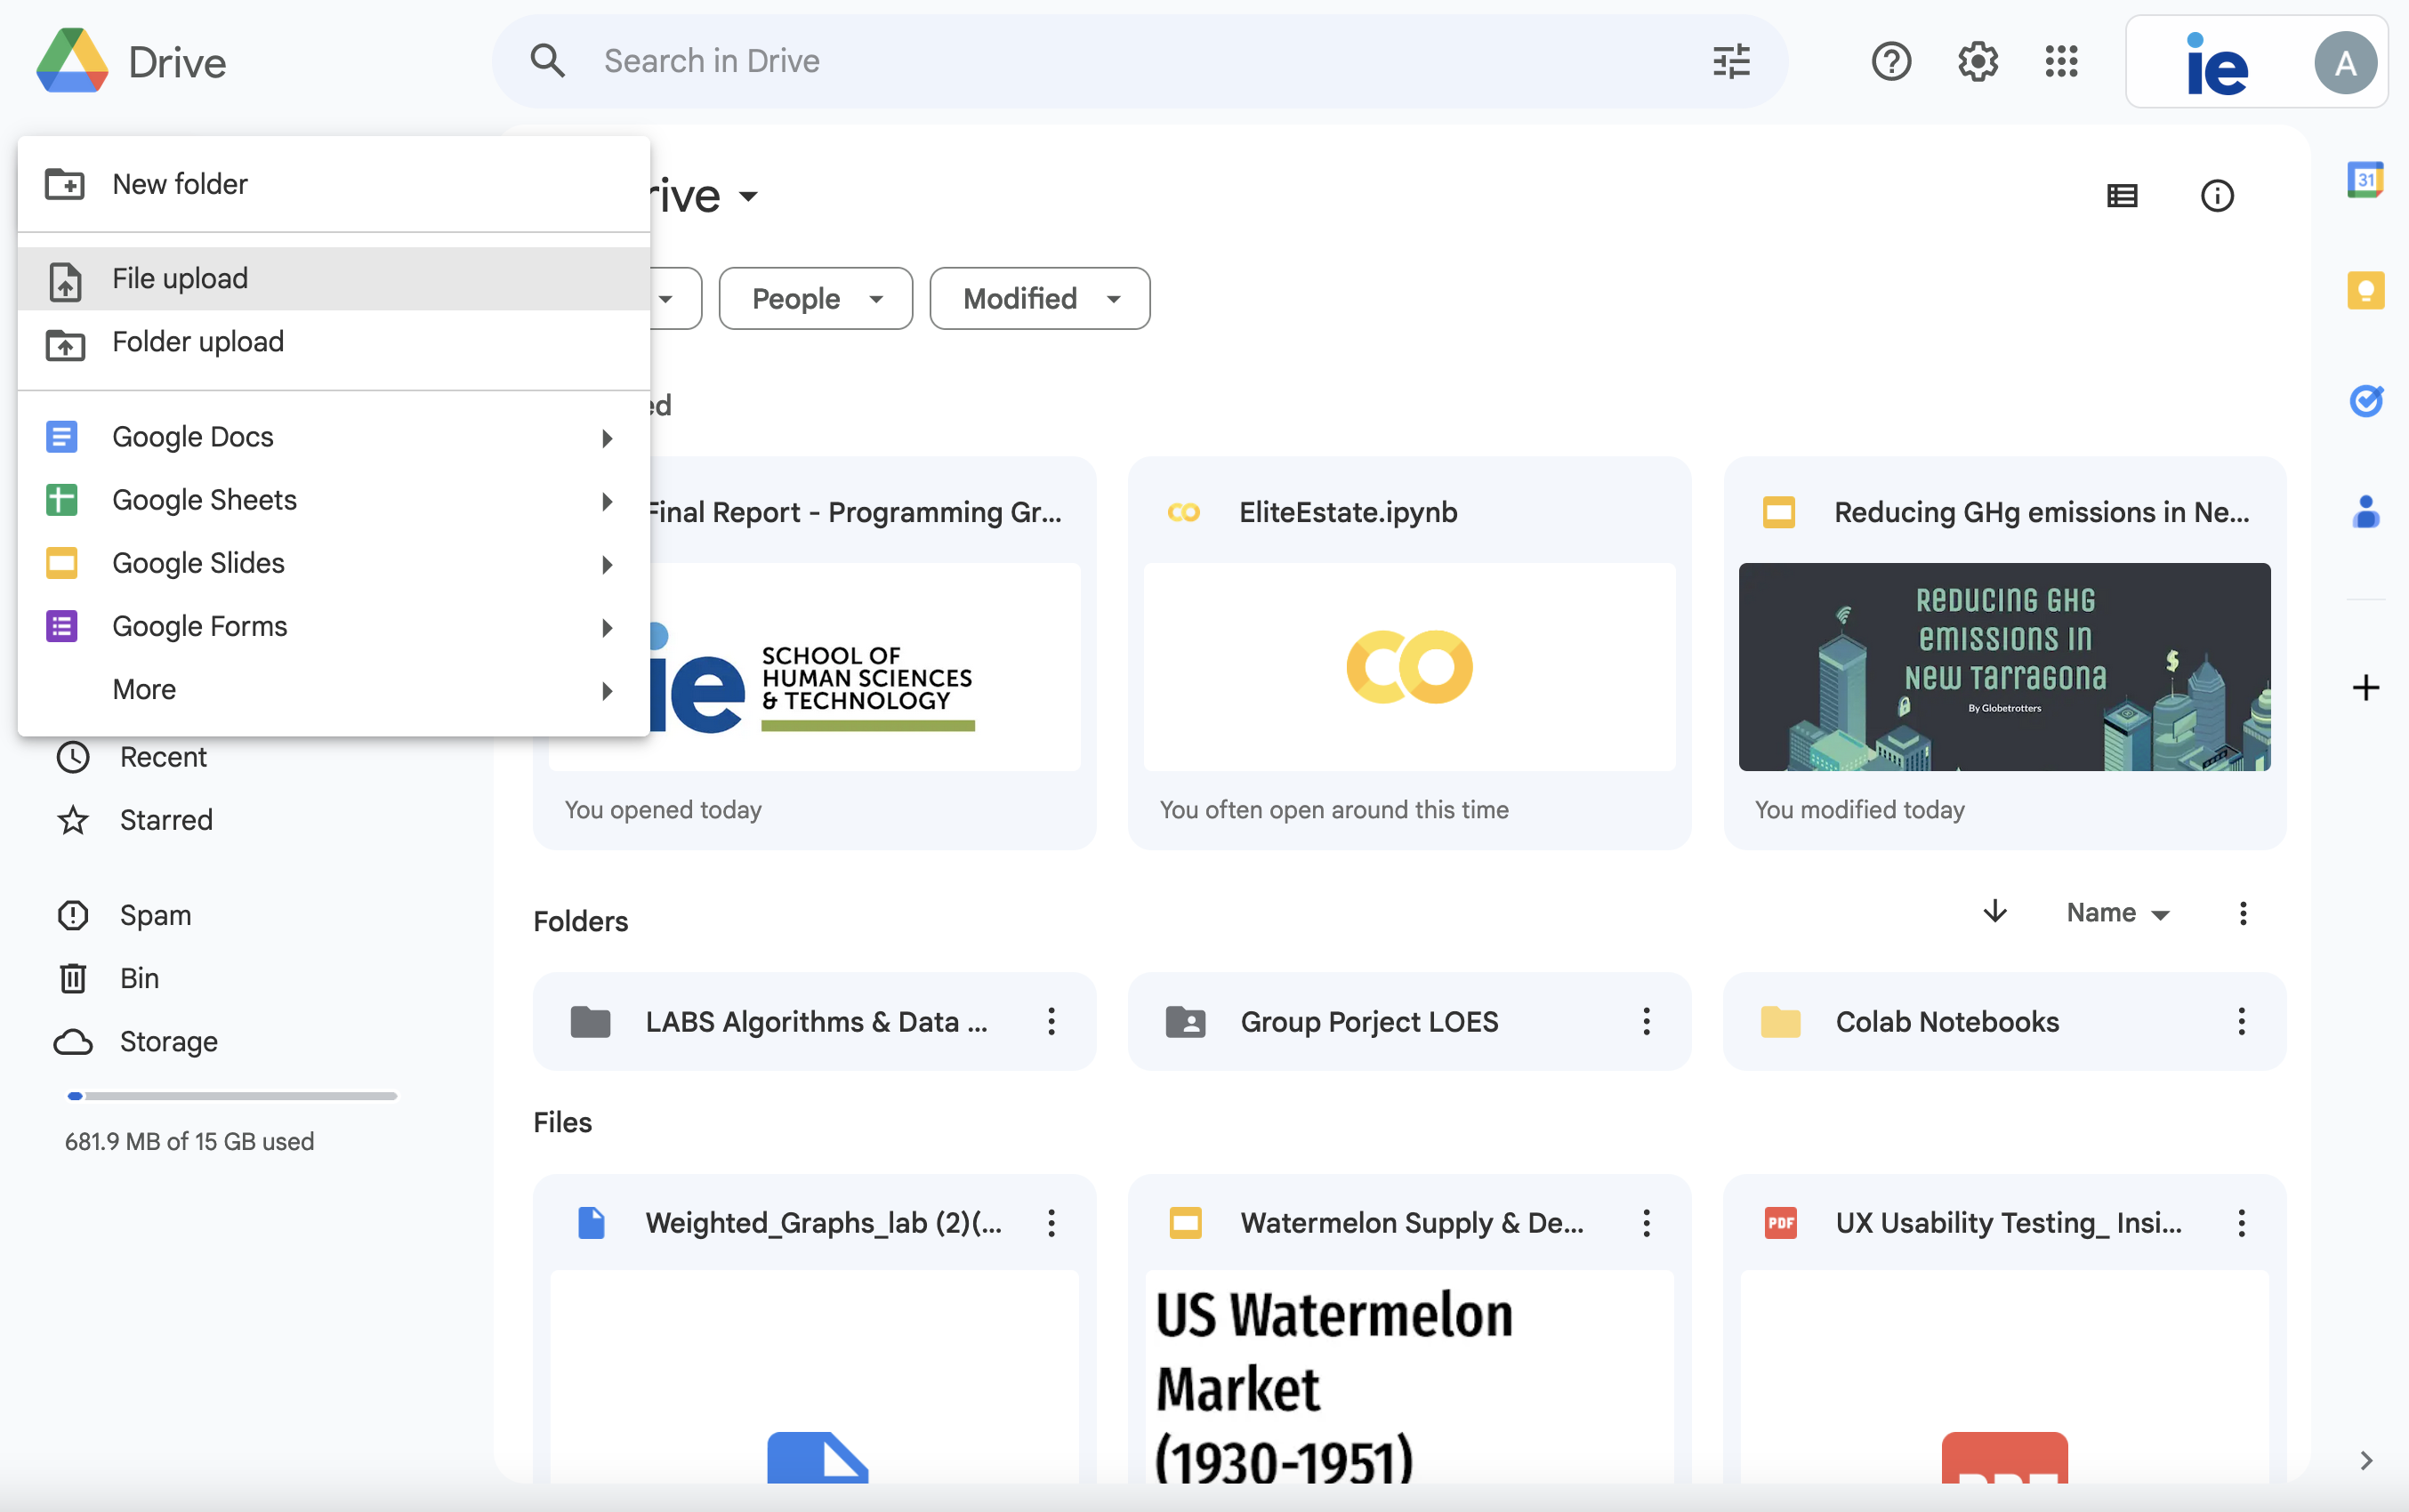 Drive
Search in Drive
ie
A
New folder
File upload
Folder upload
Google Docs
Google Sheets
Google Slides
Google Forms
More
Recent
Starred
Spam
Bin
Storage
681.9 MB of 15 GB used
rive
People
Modified
ed
Final Report - Programming Gr...
ie
SCHOOL OF
HUMAN SCIENCES
& TECHNOLOGY
You opened today
EliteEstate.ipynb
You often open around this time
Reducing GHg emissions in Ne...
Reducing GHG
emissions in
New Tarragona
By Globetrotters
You modified today
Folders
Name
LABS Algorithms & Data ...
Group Porject LOES
Colab Notebooks
Files
Weighted_Graphs_lab (2)(...
Watermelon Supply & De...
US Watermelon
Market
(1930-1951)
PDF
UX Usability Testing_ Insi...
PDF
31